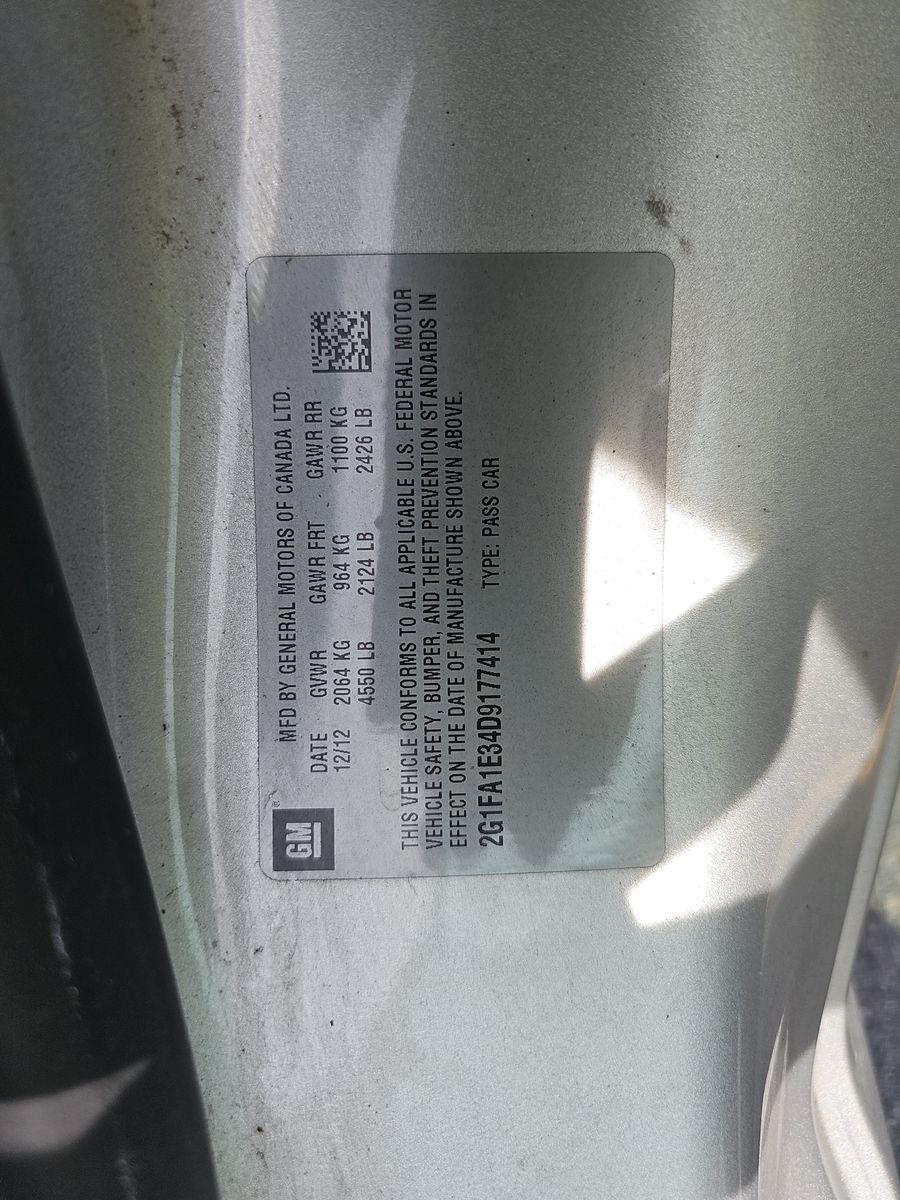 GM
MFD BY GENERAL MOTORS OF CANADA LTD.
DATE GVWR GAWR FRT GAWR RR
12/12 2064 KG 964 KG 1100 KG
4550 LB 2124 LB 2426 LB
THIS VEHICLE CONFORMS TO ALL APPLICABLE U.S. FEDERAL MOTOR
VEHICLE SAFETY, BUMPER, AND THEFT PREVENTION STANDARDS IN
EFFECT ON THE DATE OF MANUFACTURE SHOWN ABOVE.
2G1FA1E34D9177414 TYPE: PASS CAR